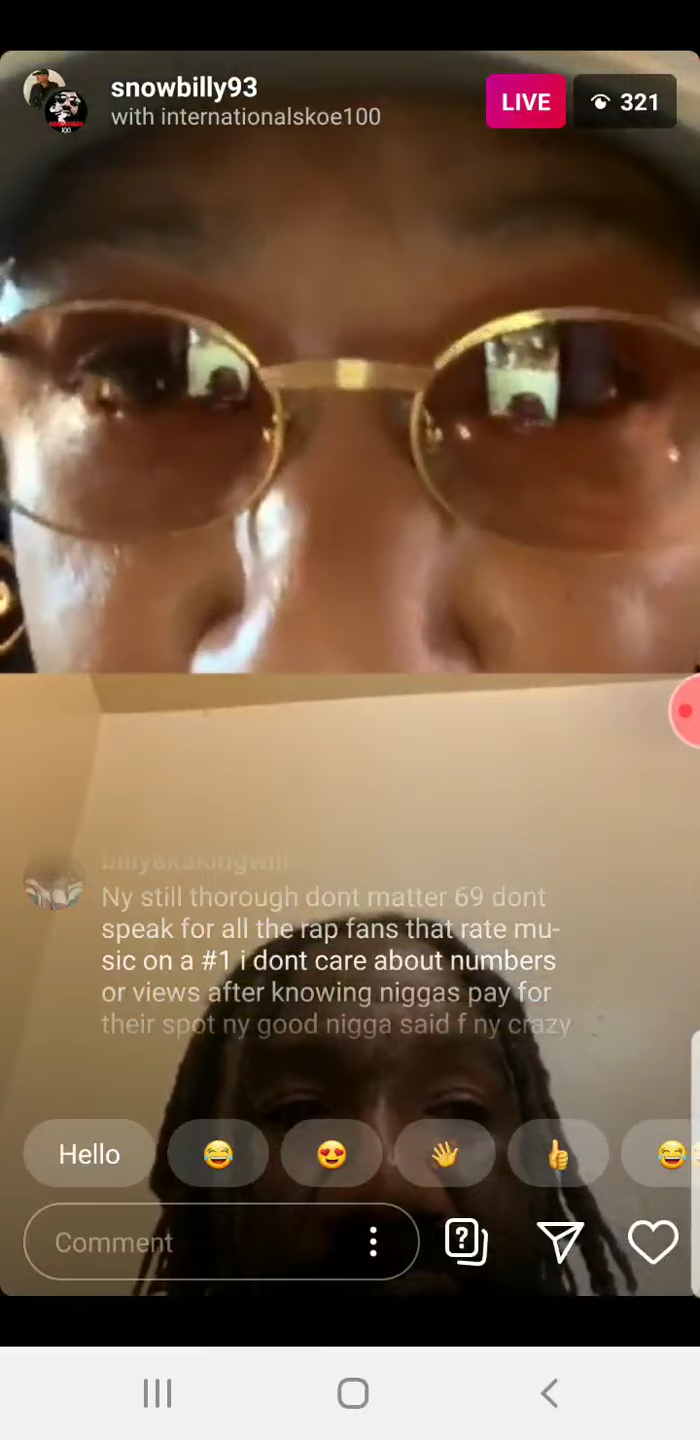 snowbilly93
with internationalskoe100
LIVE
321
billyakakingwill
Ny still thorough dont matter 69 dont
speak for all the rap fans that rate mu-
sic on a #1 i dont care about numbers
or views after knowing niggas pay for
their spot ny good nigga said f ny crazy
Hello
Comment